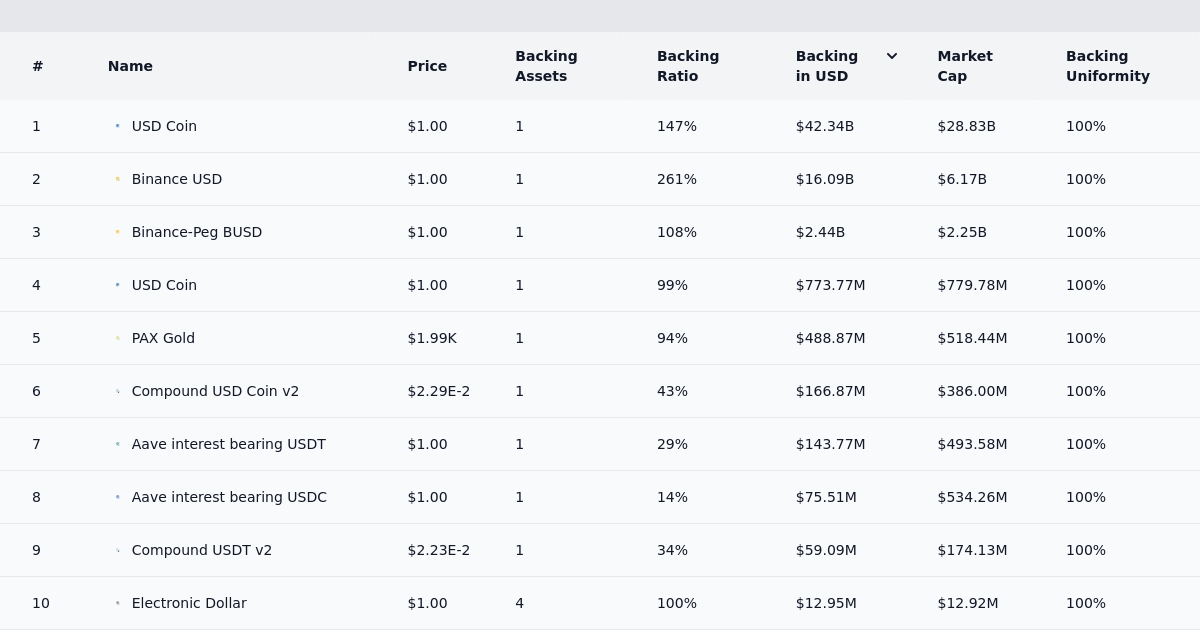 # Name Price Backing Assets Backing Ratio Backing in USD Market Cap Backing Uniformity
1 USD Coin $1.00 1 147% $42.34B $28.83B 100%
2 Binance USD $1.00 1 261% $16.09B $6.17B 100%
3 Binance-Peg BUSD $1.00 1 108% $2.44B $2.25B 100%
4 USD Coin $1.00 1 99% $773.77M $779.78M 100%
5 PAX Gold $1.99K 1 94% $488.87M $518.44M 100%
6 Compound USD Coin v2 $2.29E-2 1 43% $166.87M $386.00M 100%
7 Aave interest bearing USDT $1.00 1 29% $143.77M $493.58M 100%
8 Aave interest bearing USDC $1.00 1 14% $75.51M $534.26M 100%
9 Compound USDT v2 $2.23E-2 1 34% $59.09M $174.13M 100%
10 Electronic Dollar $1.00 4 100% $12.95M $12.92M 100%